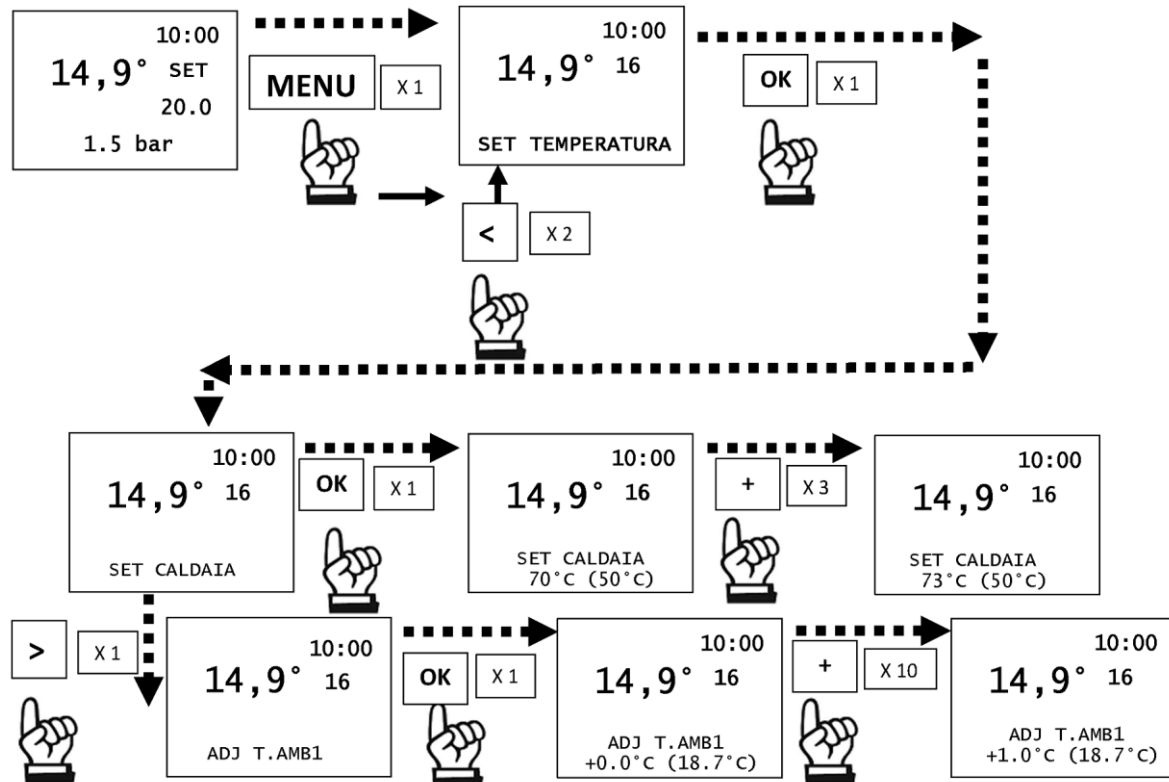 10:00
14,9° SET
20.0
1.5 bar
MENU X 1
10:00
14,9° 16
SET TEMPERATURA
OK X 1
< X 2
10:00
14,9° 16
SET CALDAIA
OK X 1
10:00
14,9° 16
SET CALDAIA
70°C (50°C)
+ X 3
10:00
14,9° 16
SET CALDAIA
73°C (50°C)
> X 1
10:00
14,9° 16
ADJ T.AMB1
OK X 1
10:00
14,9° 16
ADJ T.AMB1
+0.0°C (18.7°C)
+ X 10
10:00
14,9° 16
ADJ T.AMB1
+1.0°C (18.7°C)